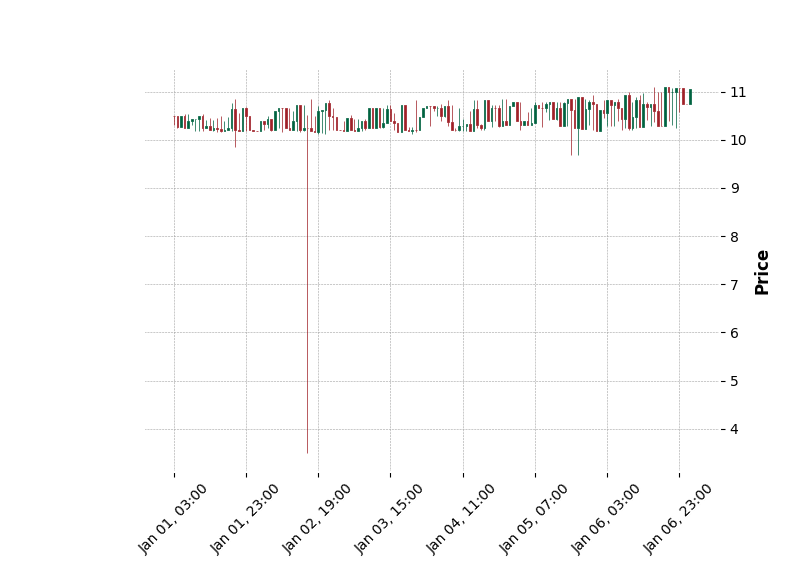 11
10
9
8
7
6
5
4
Price
Jan 01, 03:00
Jan 01, 23:00
Jan 02, 19:00
Jan 03, 15:00
Jan 04, 11:00
Jan 05, 07:00
Jan 06, 03:00
Jan 06, 23:00